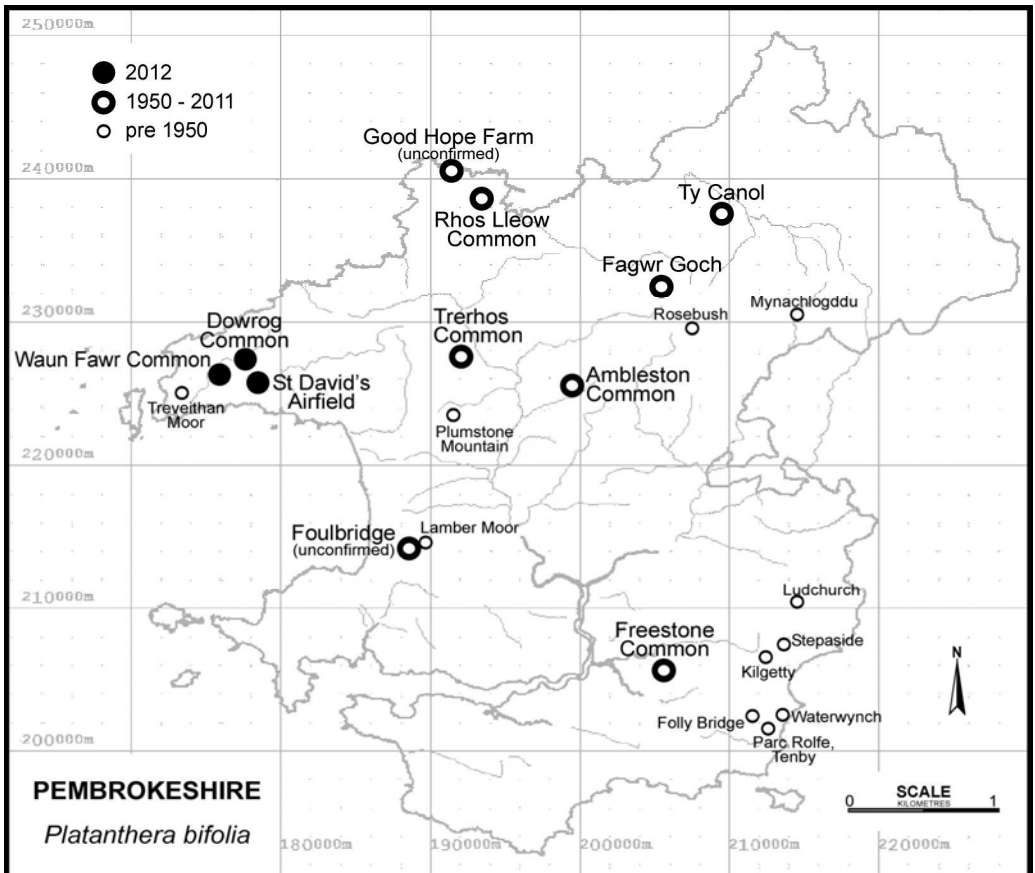 250000m
2012
1950 - 2011
pre 1950
Good Hope Farm
(unconfirmed)
240000m
Rhos Lleow
Common
Ty Canol
Fagwr Goch
Rosebush
Mynachlogddu
230000m
Dowrog
Common
Waun Fawr Common
St David's
Airfield
Treveithan
Moor
Trerhos
Common
Plumstone
Mountain
Ambleston
Common
220000m
Foulbridge
(unconfirmed)
Lamber Moor
210000m
Ludchurch
Freestone
Common
Stepaside
Kilgetty
N
Folly Bridge
Waterwynch
Parc Rolfe,
Tenby
200000m
PEMBROKESHIRE
Platanthera bifolia
SCALE
KILOMETRES
0 1
180000m 190000m 200000m 210000m 220000m